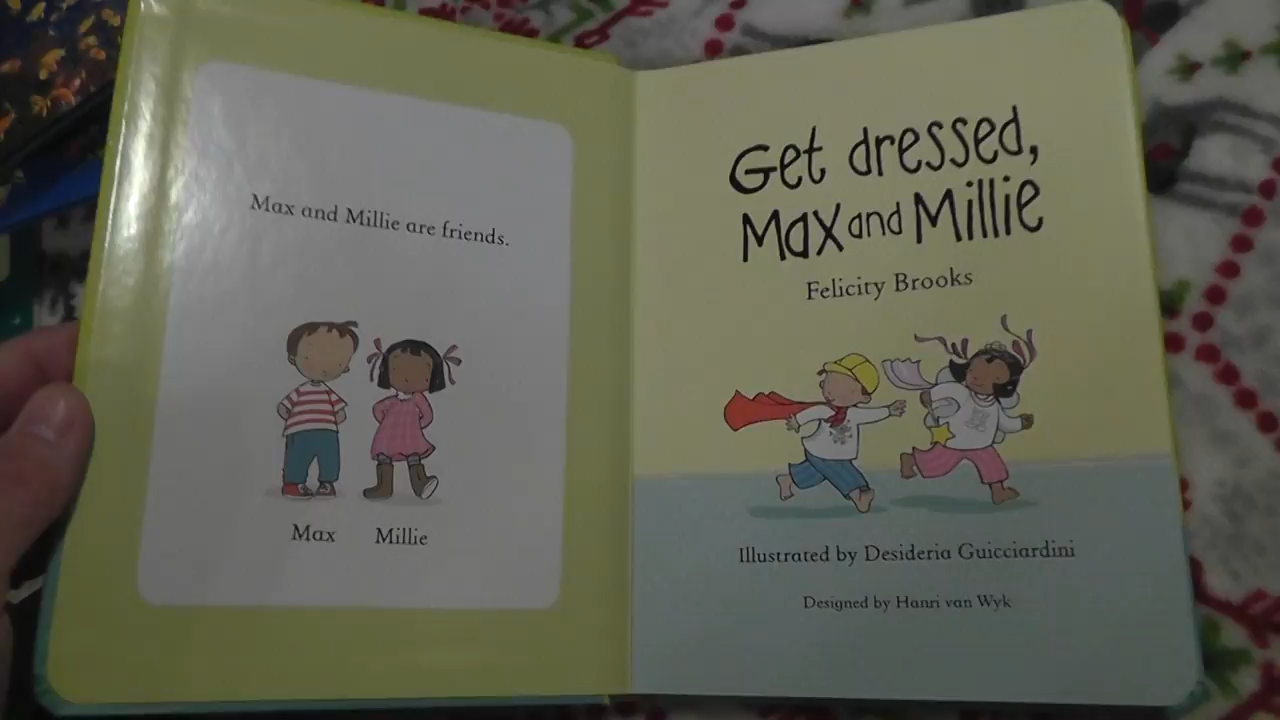 Max and Millie are friends.
Max Millie
Get dressed,
Max and Millie
Felicity Brooks
Illustrated by Desideria Guicciardini
Designed by Hanri van Wyk